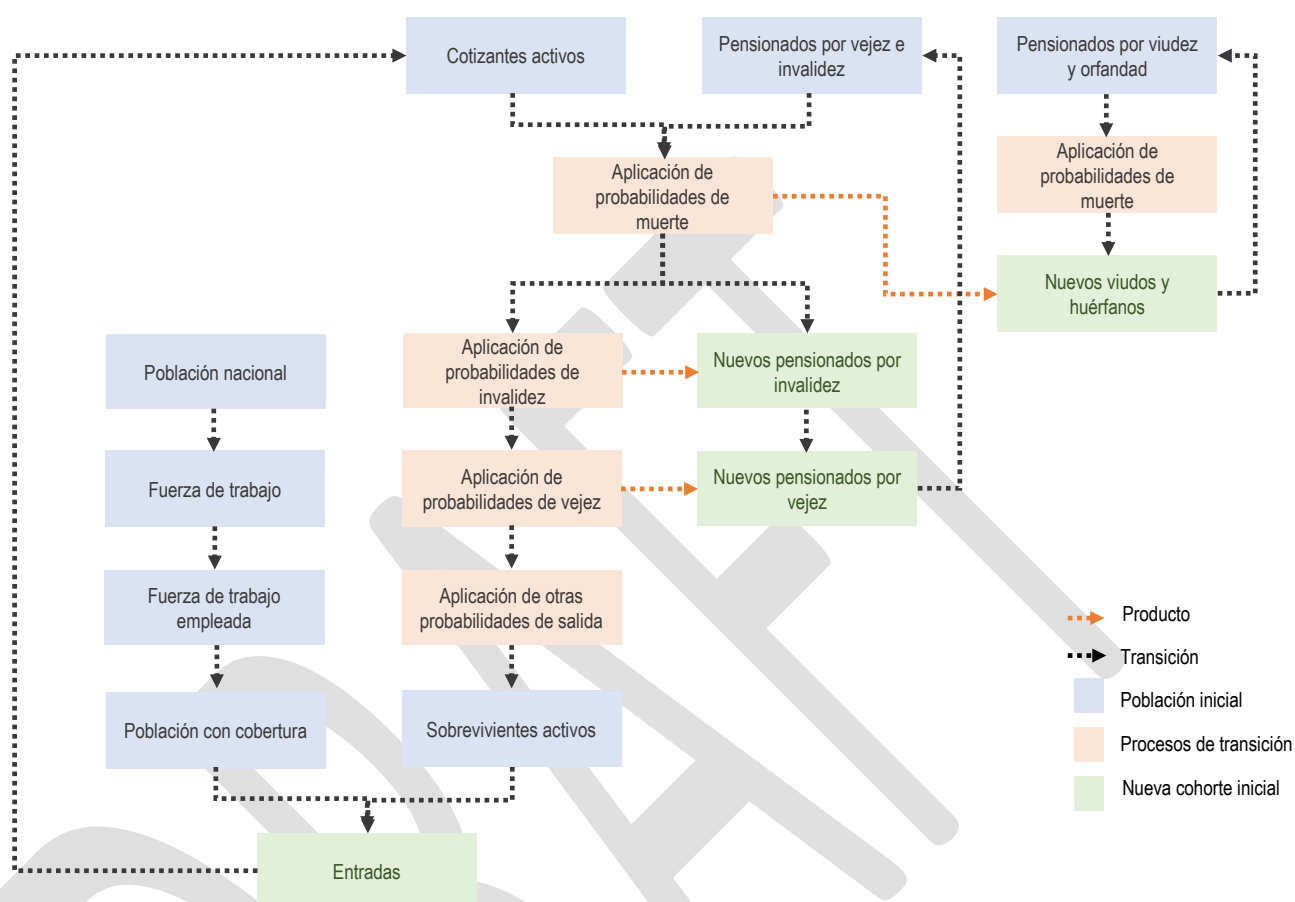 Cotizantes activos
Pensionados por vejez e
invalidez
Pensionados por viudez
y orfandad
Aplicación de
probabilidades de
muerte
Aplicación de
probabilidades de
muerte
Nuevos viudos y
huérfanos
Población nacional
Aplicación de
probabilidades de
invalidez
Nuevos pensionados por
invalidez
Fuerza de trabajo
Aplicación de
probabilidades de vejez
Nuevos pensionados por
vejez
Fuerza de trabajo
empleada
Aplicación de otras
probabilidades de salida
Población con cobertura
Sobrevivientes activos
Entradas
Producto
Transición
Población inicial
Procesos de transición
Nueva cohorte inicial